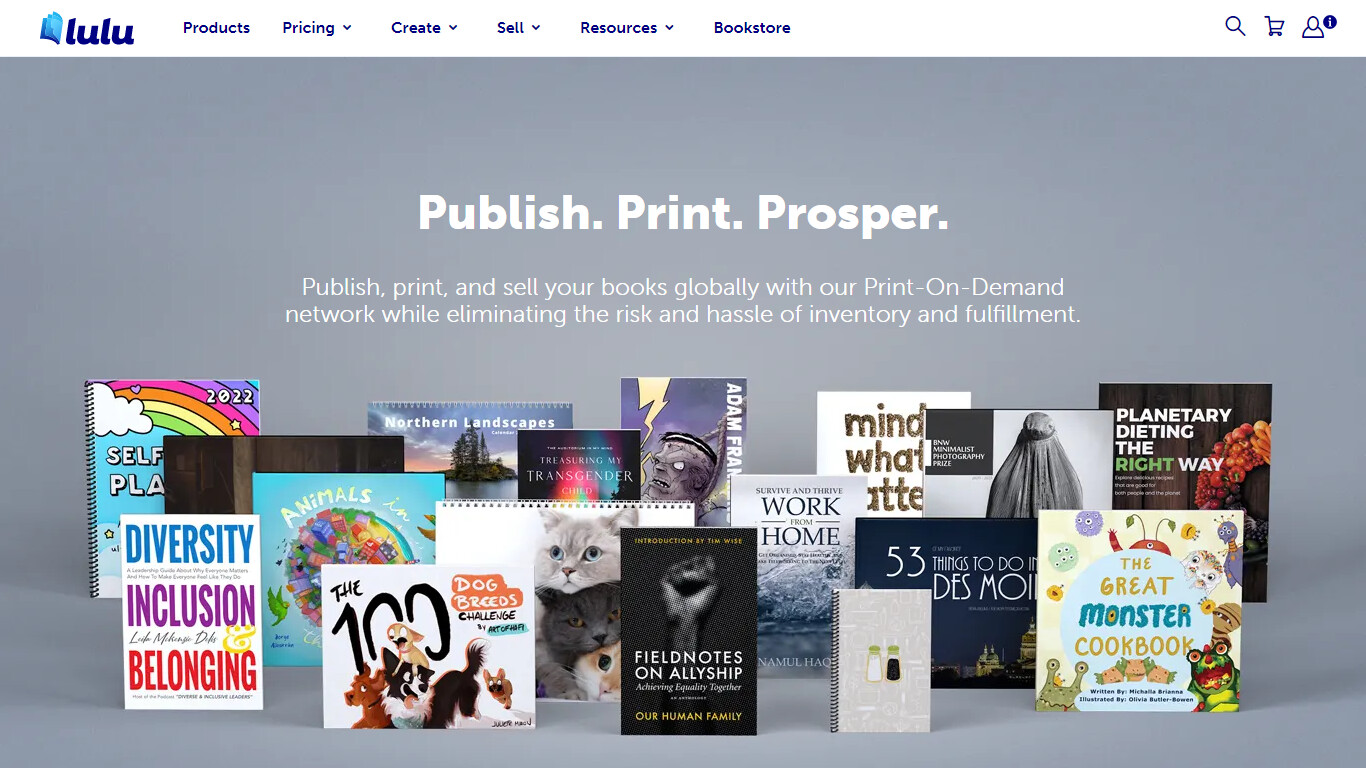 lulu
Products
Pricing
Create
Sell
Resources
Bookstore
i
Publish. Print. Prosper.
Publish, print, and sell your books globally with our Print-On-Demand
network while eliminating the risk and hassle of inventory and fulfillment.
2022
SELF
PLA
Northern Landscapes
Calendar
THE AUDITORIUM IN MY MIND
TREASURING MY
TRANSGENDER
CHILD
ADAM FRAN
mind
what
atte
BNW
MINIMALIST
PHOTOGRAPHY
PRIZE
PLANETARY
DIETING
THE
RIGHT WAY
Explore delicious recipes
that are good for
both people and the planet
ANiMALS in
DIVERSITY
A Leadership Guide About Why Everyone Matters
And How To Make Everyone Feel Like They Do
INCLUSION
&
BELONGING
Host of the Podcast "DIVERSE & INCLUSIVE LEADERS"
THE
100
DOG
BREEDS
CHALLENGE
BY ARTOFHAFI
INTRODUCTION BY TIM WISE
FIELDNOTES
ON ALLYSHIP
Achieving Equality Together
AN ANTHOLOGY
OUR HUMAN FAMILY
SURVIVE AND THRIVE
WORK
FROM
HOME
NAMUL HAQ
53
THINGS TO DO IN
DES MOI
THE
GREAT
MONSTER
COOKBOOK
Written By: Michaila Brianna
Illustrated By: Olivia Butler-Bowen